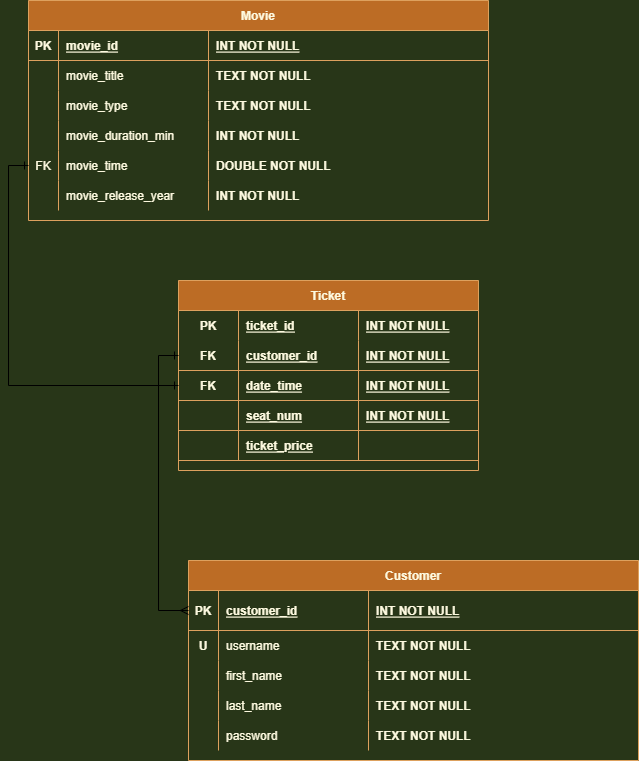 Movie
PK movie_id INT NOT NULL
movie_title TEXT NOT NULL
movie_type TEXT NOT NULL
movie_duration_min INT NOT NULL
FK movie_time DOUBLE NOT NULL
movie_release_year INT NOT NULL
Ticket
PK ticket_id INT NOT NULL
FK customer_id INT NOT NULL
FK date_time INT NOT NULL
seat_num INT NOT NULL
ticket_price
Customer
PK customer_id INT NOT NULL
U username TEXT NOT NULL
first_name TEXT NOT NULL
last_name TEXT NOT NULL
password TEXT NOT NULL